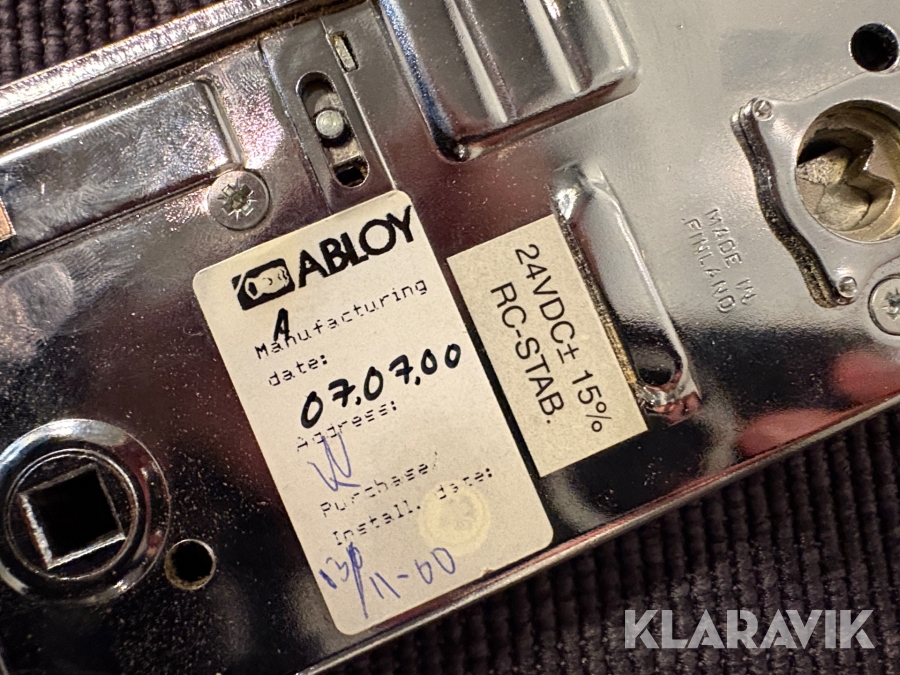 ABLOY
A
Manufacturing
date:
07.07.00
Address:
Purchase/
Install. date:
/11-00
24VDC± 15%
RC-STAB.
MADE IN
FINLAND
KLARAVIK